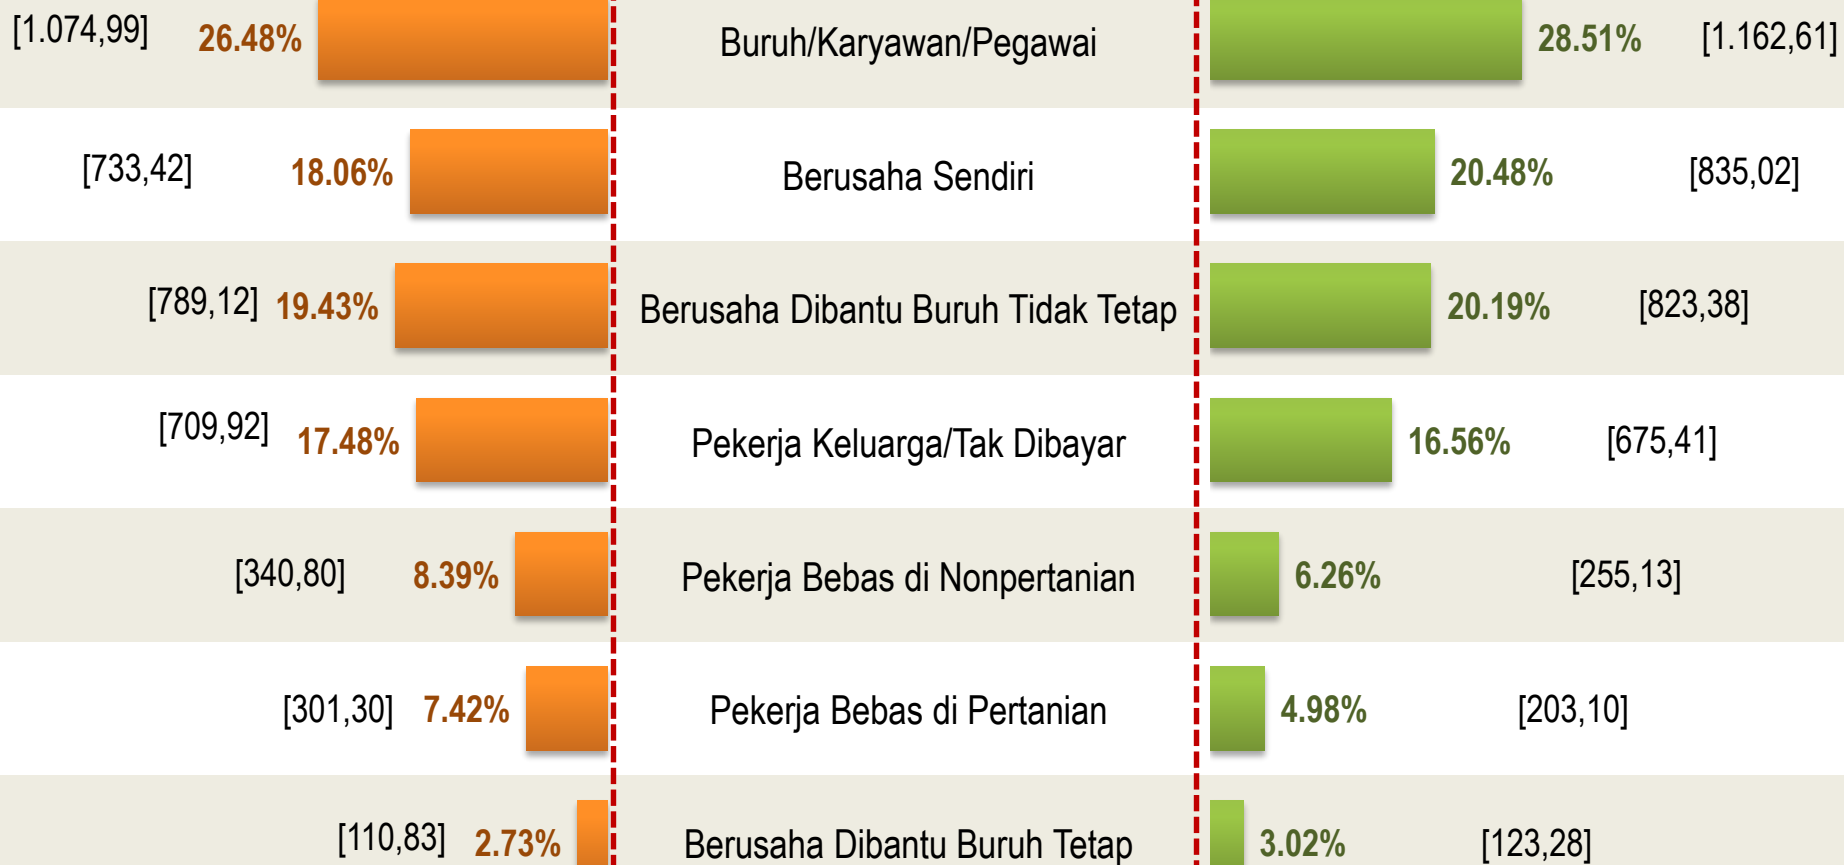 [1.074,99] 26.48% Buruh/Karyawan/Pegawai 28.51% [1.162,61]
[733,42] 18.06% Berusaha Sendiri 20.48% [835,02]
[789,12] 19.43% Berusaha Dibantu Buruh Tidak Tetap 20.19% [823,38]
[709,92] 17.48% Pekerja Keluarga/Tak Dibayar 16.56% [675,41]
[340,80] 8.39% Pekerja Bebas di Nonpertanian 6.26% [255,13]
[301,30] 7.42% Pekerja Bebas di Pertanian 4.98% [203,10]
[110,83] 2.73% Berusaha Dibantu Buruh Tetap 3.02% [123,28]